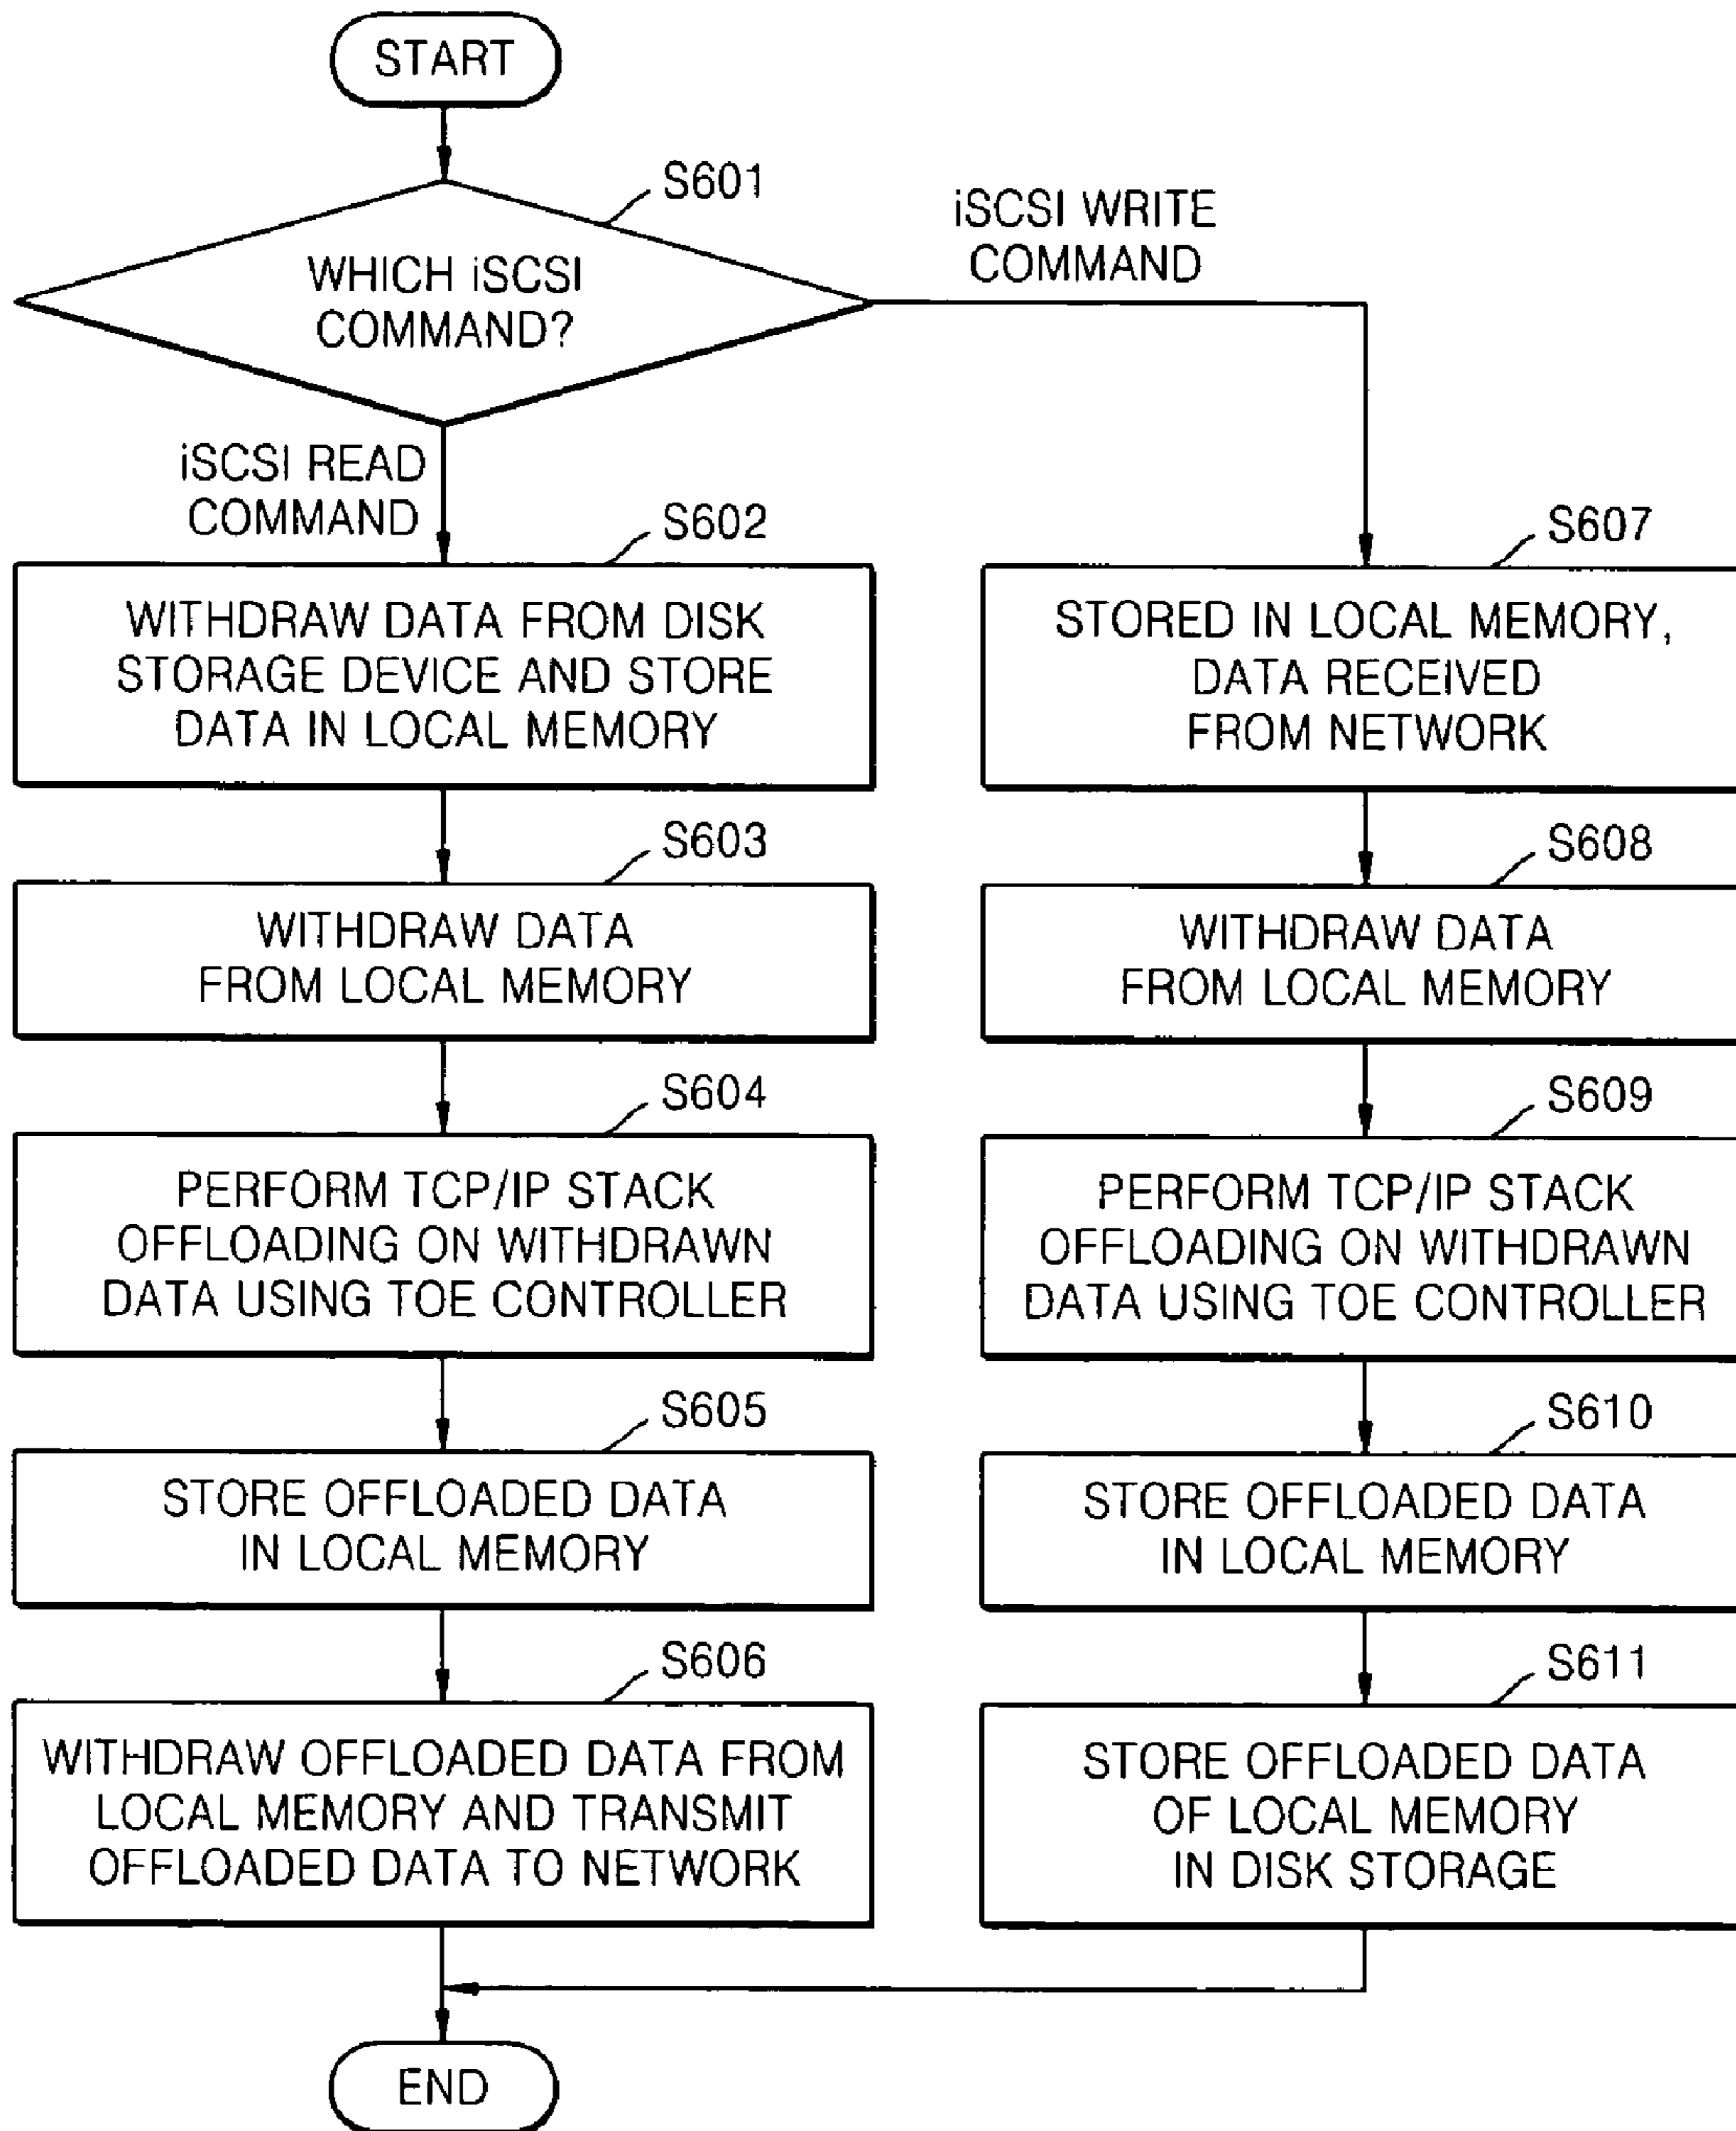 START
S601
WHICH iSCSI
COMMAND?
iSCSI WRITE
COMMAND
iSCSI READ
COMMAND
S602
WITHDRAW DATA FROM DISK
STORAGE DEVICE AND STORE
DATA IN LOCAL MEMORY
S603
WITHDRAW DATA
FROM LOCAL MEMORY
S604
PERFORM TCP/IP STACK
OFFLOADING ON WITHDRAWN
DATA USING TOE CONTROLLER
S605
STORE OFFLOADED DATA
IN LOCAL MEMORY
S606
WITHDRAW OFFLOADED DATA FROM
LOCAL MEMORY AND TRANSMIT
OFFLOADED DATA TO NETWORK
S607
STORED IN LOCAL MEMORY,
DATA RECEIVED
FROM NETWORK
S608
WITHDRAW DATA
FROM LOCAL MEMORY
S609
PERFORM TCP/IP STACK
OFFLOADING ON WITHDRAWN
DATA USING TOE CONTROLLER
S610
STORE OFFLOADED DATA
IN LOCAL MEMORY
S611
STORE OFFLOADED DATA
OF LOCAL MEMORY
IN DISK STORAGE
END